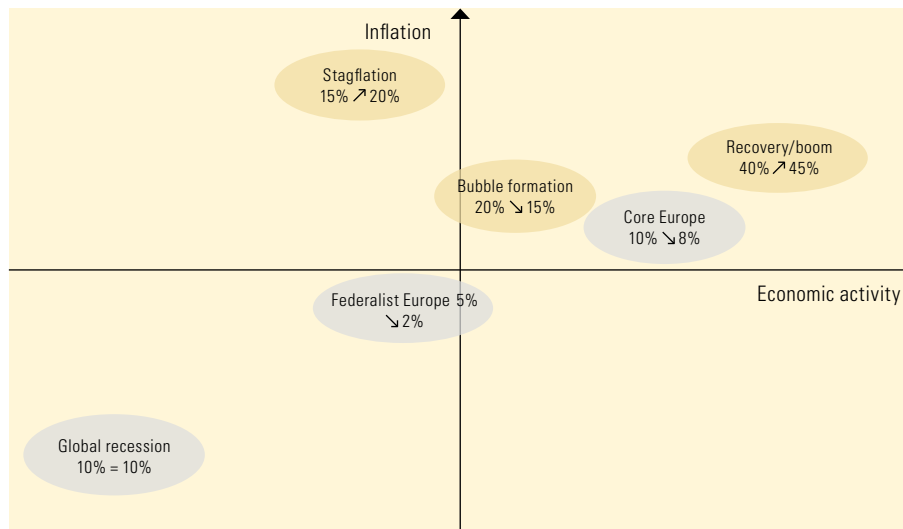 Inflation
Stagflation
15% ↗ 20%
Recovery/boom
40% ↗ 45%
Bubble formation
20% ↘ 15%
Core Europe
10% ↘ 8%
Economic activity
Federalist Europe 5%
↘ 2%
Global recession
10% = 10%